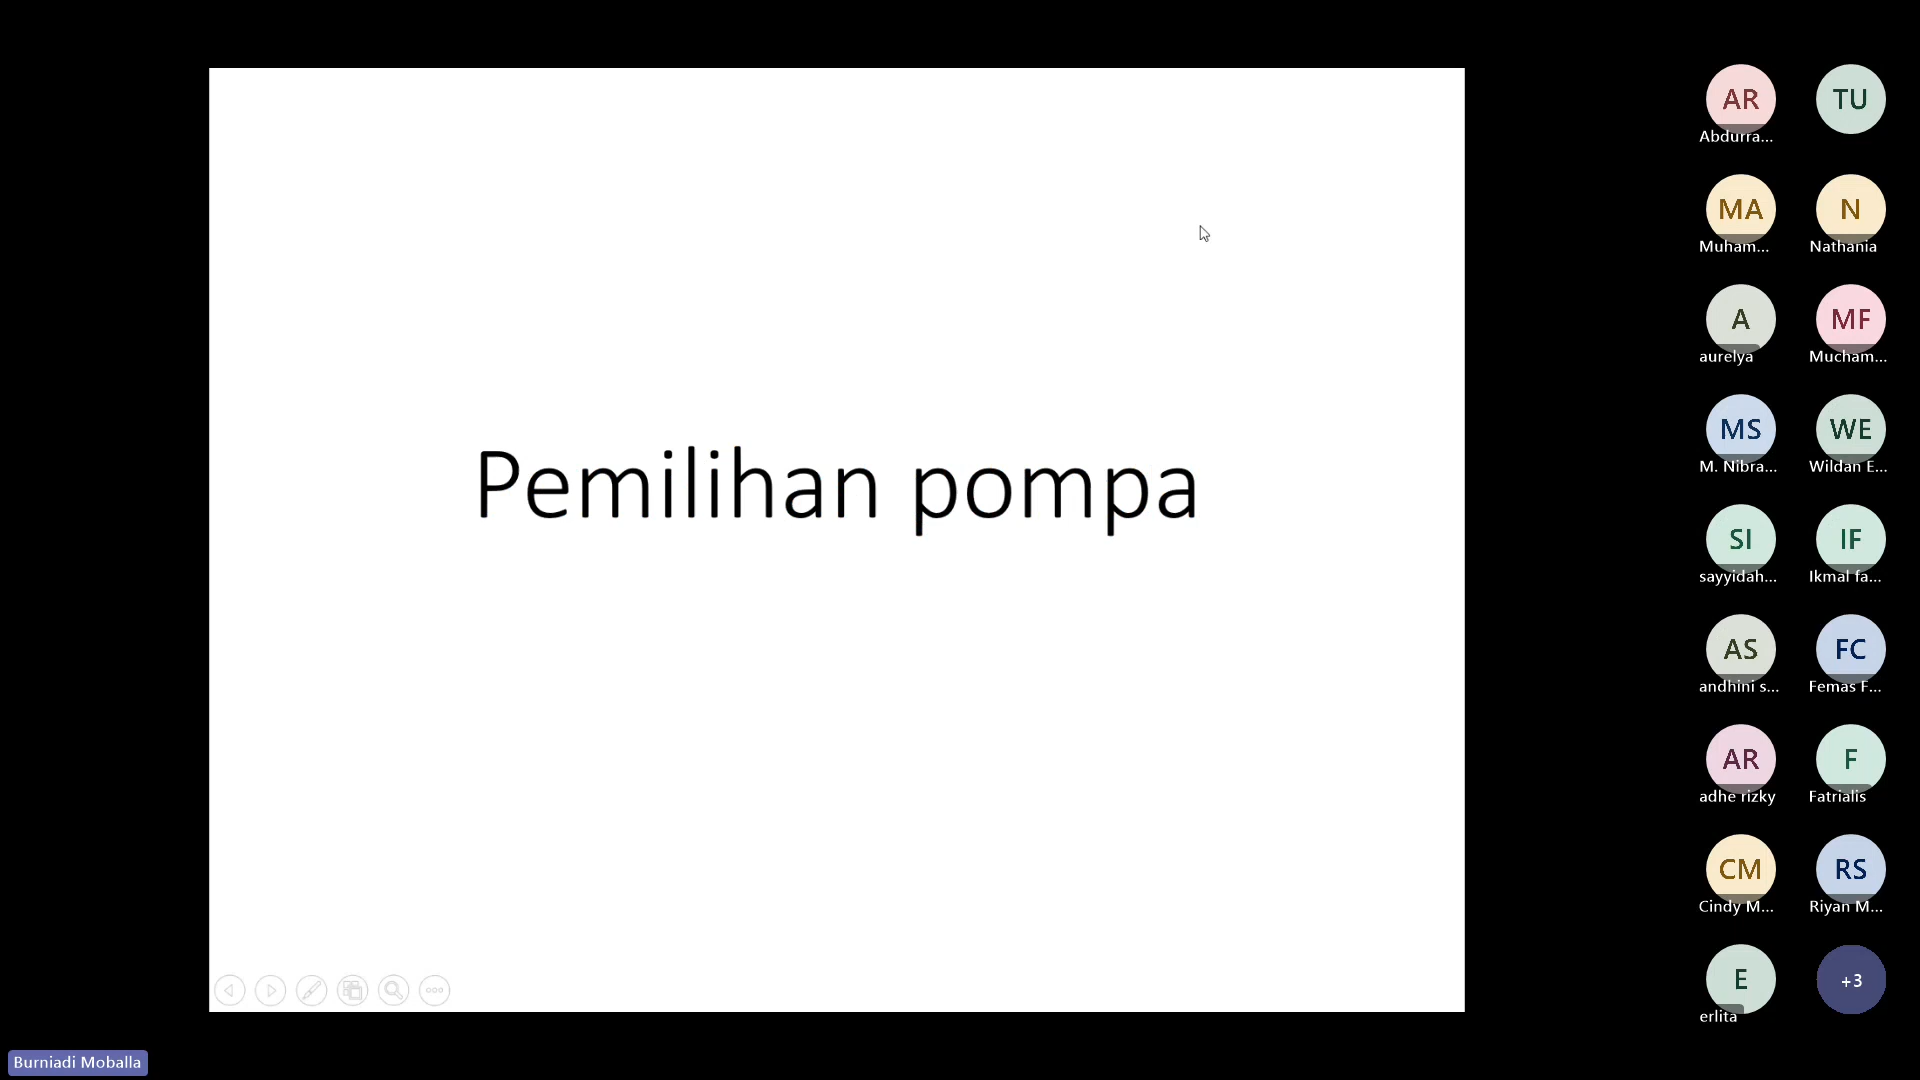 Pemilihan pompa
AR
Abdurra...
TU
MA
Muham...
N
Nathania
A
aurelya
MF
Mucham...
MS
M. Nibra...
WE
Wildan E...
SI
sayyidah...
IF
Ikmal fa...
AS
andhini s...
FC
Femas F...
AR
adhe rizky
F
Fatrialis
CM
Cindy M...
RS
Riyan M...
E
erlita
+3
Burniadi Moballa